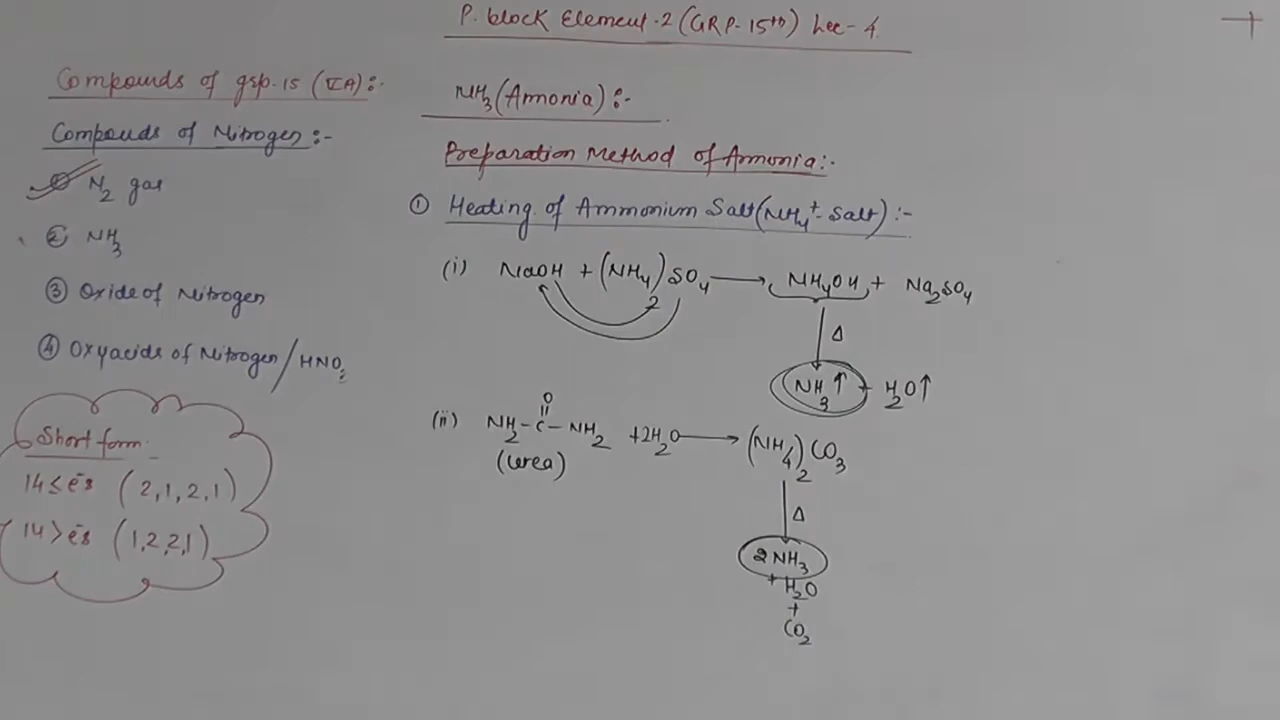 P. block Element-2 (GRP-15th) Lec-4.
Compounds of grp.15 (VA):-
Compouds of Nitrogen:-
① N2 gas
② NH3
③ Oxide of Nitrogen
④ Oxyacids of Nitrogen / HNO3
Short form:
14 ≤ e⁻s (2,1,2,1)
14 > e⁻s (1,2,2,1)
NH3 (Amonia):-
Preparation Method of Amonia:-
① Heating of Ammonium Salt (NH4⁺- Salt):-
(i) NaOH + (NH4)2SO4 ⟶ NH4OH + Na2SO4
Δ
NH3↑ + H2O↑
(ii) NH2-C-NH2 +2H2O ⟶ (NH4)2CO3
O
(Urea)
Δ
2NH3
+ H2O
+
CO2